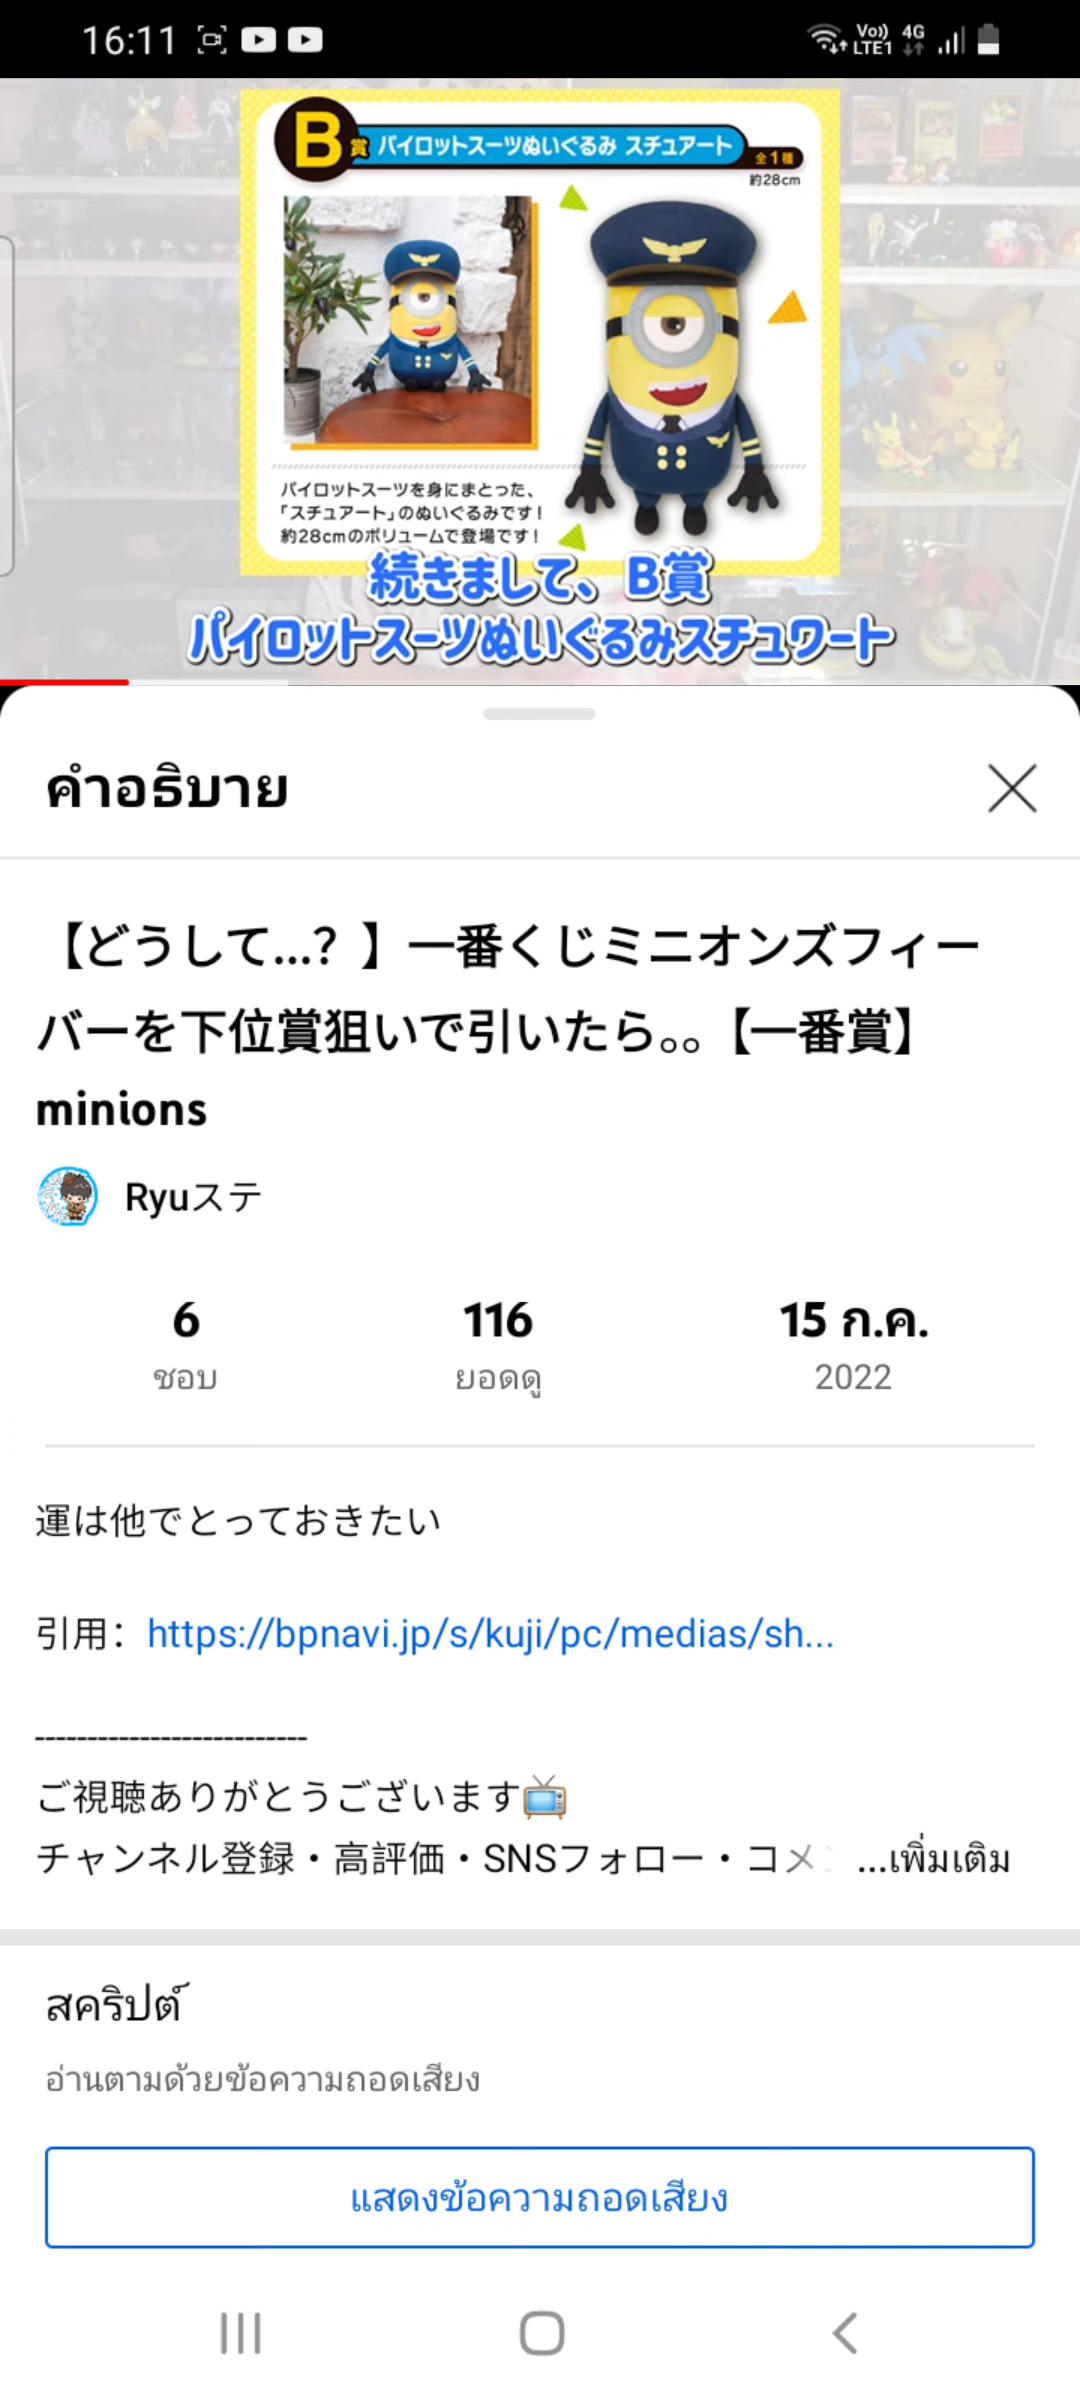 16:11
Vo)) 4G
LTE1
B賞 パイロットスーツぬいぐるみ スチュアート
全1種
約28cm
パイロットスーツを身にまとった、
「スチュアート」のぬいぐるみです!
約28cmのボリュームで登場です!
続きまして、B賞
パイロットスーツぬいぐるみスチュワート
คำอธิบาย
【どうして...? 】一番くじミニオンズフィー
バーを下位賞狙いで引いたら。。【一番賞】
minions
Ryuステ
6 116 15 ก.ค.
ชอบ ยอดดู 2022
運は他でとっておきたい
引用: https://bpnavi.jp/s/kuji/pc/medias/sh...
--------------------------
ご視聴ありがとうございます📺
チャンネル登録・高評価・SNSフォロー・コメン ...เพิ่มเติม
สคริปต์
อ่านตามด้วยข้อความถอดเสียง
แสดงข้อความถอดเสียง